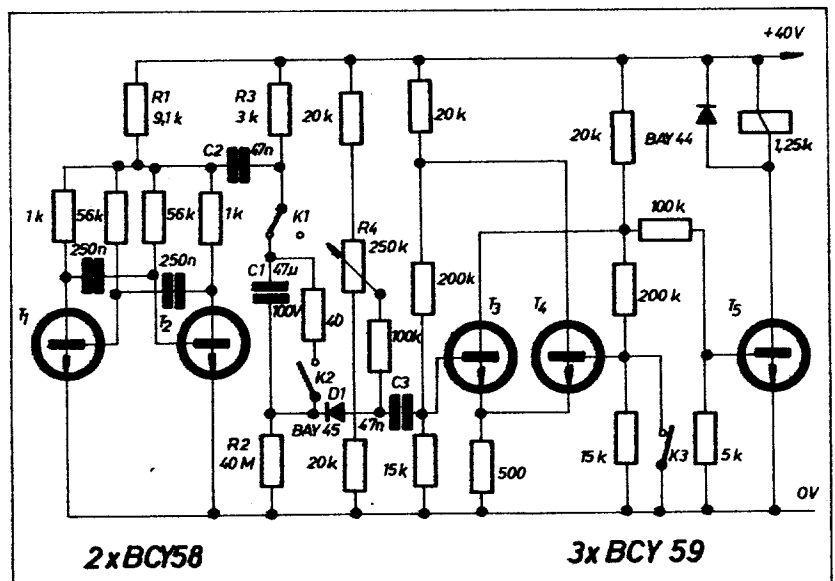 +40V
R1
9,1k
R3
3k
20k
20k
20k
BAY 44
1,25k
C2
47n
1k
56k
56k
1k
K1
R4
250k
100k
250n
250n
C1
47µ
100V
200k
200k
T1
T2
40
100k
T3
T4
T5
K2
D1
BAY 45
C3
47n
R2
40M
20k
15k
500
15k
K3
5k
0V
2xBCY58
3xBCY 59